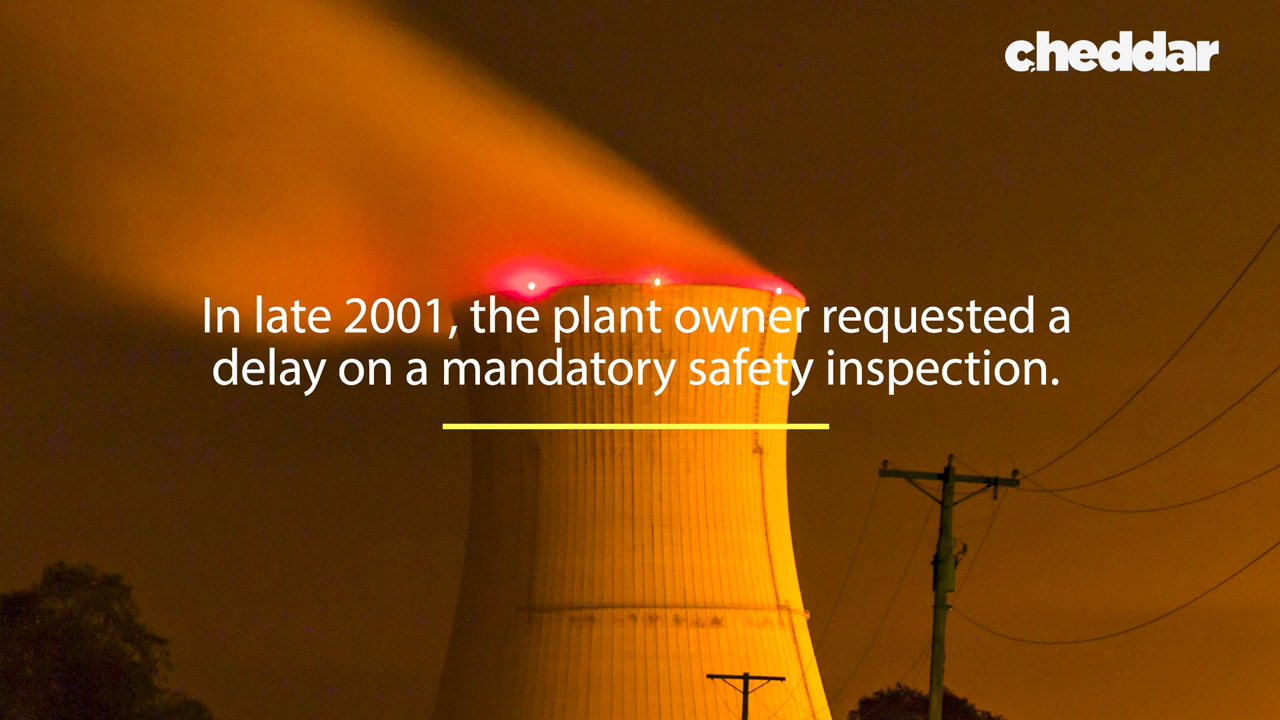 cheddar
In late 2001, the plant owner requested a
delay on a mandatory safety inspection.